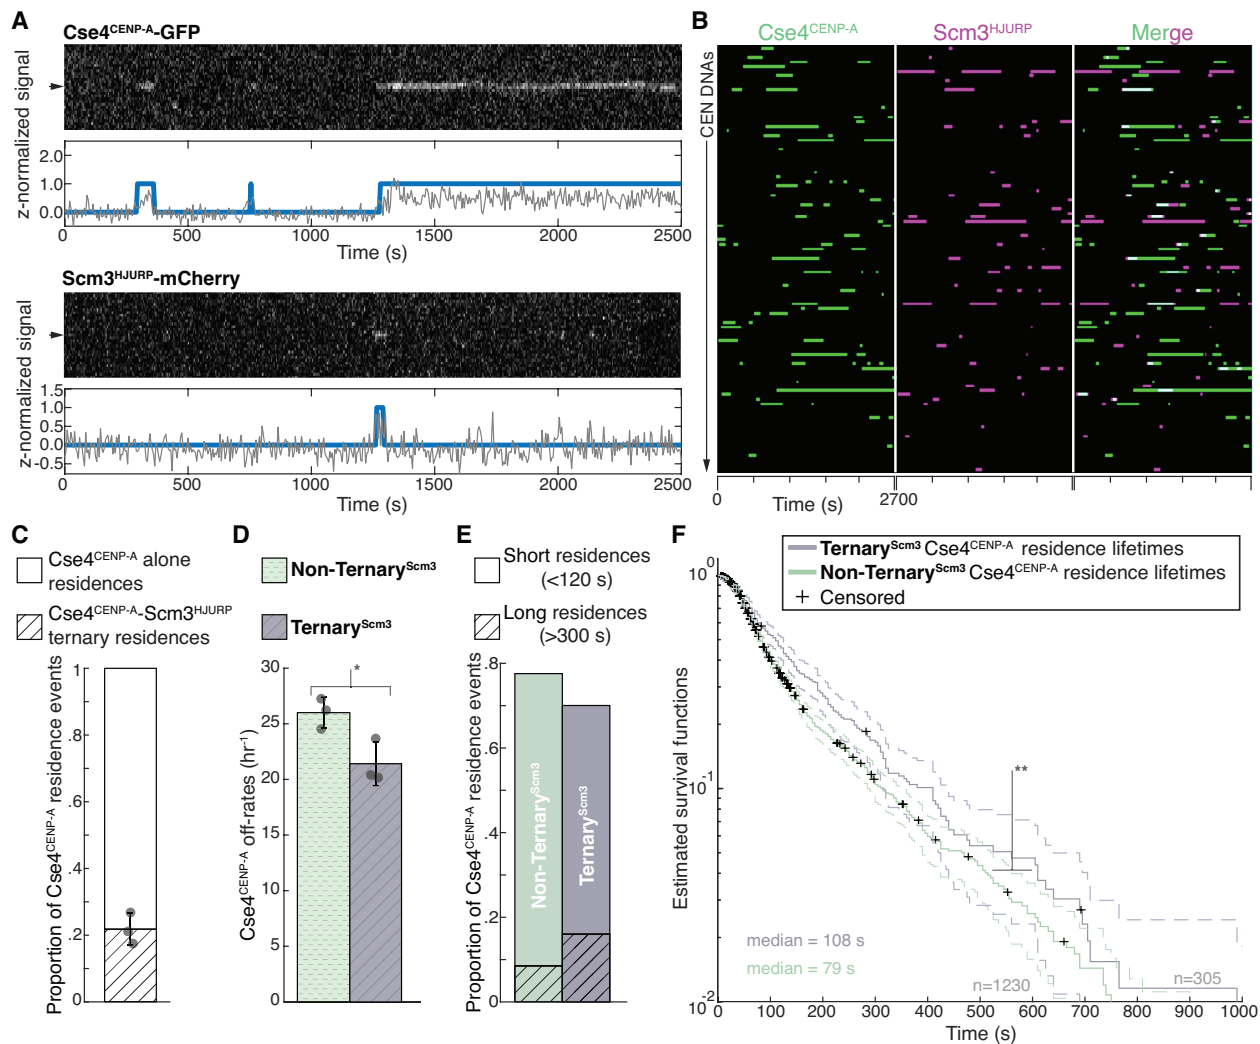 A
Cse4CENP-A-GFP
z-normalized signal
2.0
1.0
0.0
0 500 1000 1500 2000 2500
Time (s)
Scm3HJURP-mCherry
z-normalized signal
1.5
1.0
0.5
0.0
-0.5
0 500 1000 1500 2000 2500
Time (s)
B
Cse4CENP-A Scm3HJURP Merge
CEN DNAs
0 Time (s) 2700
C
Cse4CENP-A alone
residences
Cse4CENP-A-Scm3HJURP
ternary residences
Proportion of Cse4CENP-A residence events
1
.8
.6
.4
.2
0
D
Non-TernaryScm3
TernaryScm3
Cse4CENP-A off-rates (hr-1)
30
25
20
15
10
5
0
*
E
Short residences
(<120 s)
Long residences
(>300 s)
Proportion of Cse4CENP-A residence events
.8
.6
.4
.2
0
Non-TernaryScm3
TernaryScm3
F
TernaryScm3 Cse4CENP-A residence lifetimes
Non-TernaryScm3 Cse4CENP-A residence lifetimes
+ Censored
Estimated survival functions
100
10-1
10-2
**
median = 108 s
median = 79 s
n=1230
n=305
0 100 200 300 400 500 600 700 800 900 1000
Time (s)